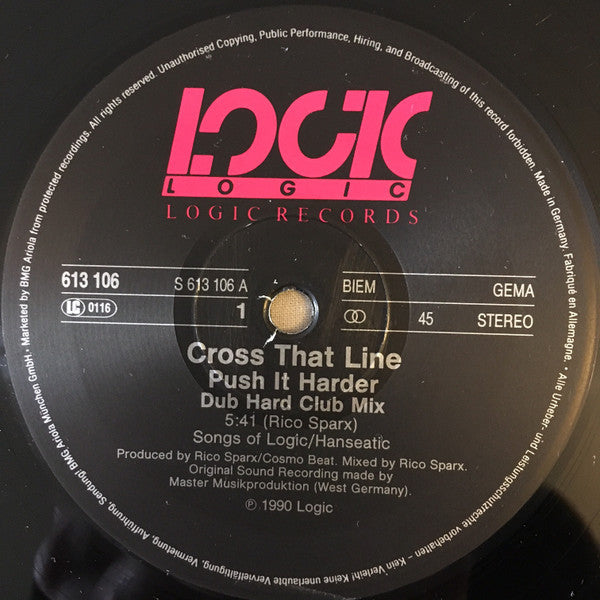 LOGIC
LOGIC
LOGIC RECORDS
613 106
S 613 106 A
LC 0116
1
BIEM
GEMA
45
STEREO
Cross That Line
Push It Harder
Dub Hard Club Mix
5:41 (Rico Sparx)
Songs of Logic/Hanseatic
Produced by Rico Sparx/Cosmo Beat. Mixed by Rico Sparx.
Original Sound Recording made by
Master Musikproduktion (West Germany).
℗ 1990 Logic
Marketed by BMG Ariola München GmbH · Marketed by BMG Ariola from protected recordings. All rights reserved. Unauthorised Copying, Public Performance, Hiring, and Broadcasting of this record forbidden. Made in Germany. Fabriqué en Allemagne. · Alle Urheber- und Leistungsschutzrechte vorbehalten - Kein Verleih! Keine unerlaubte Vervielfältigung, Vermietung, Aufführung, Sendung! BMG Ariola München GmbH ·